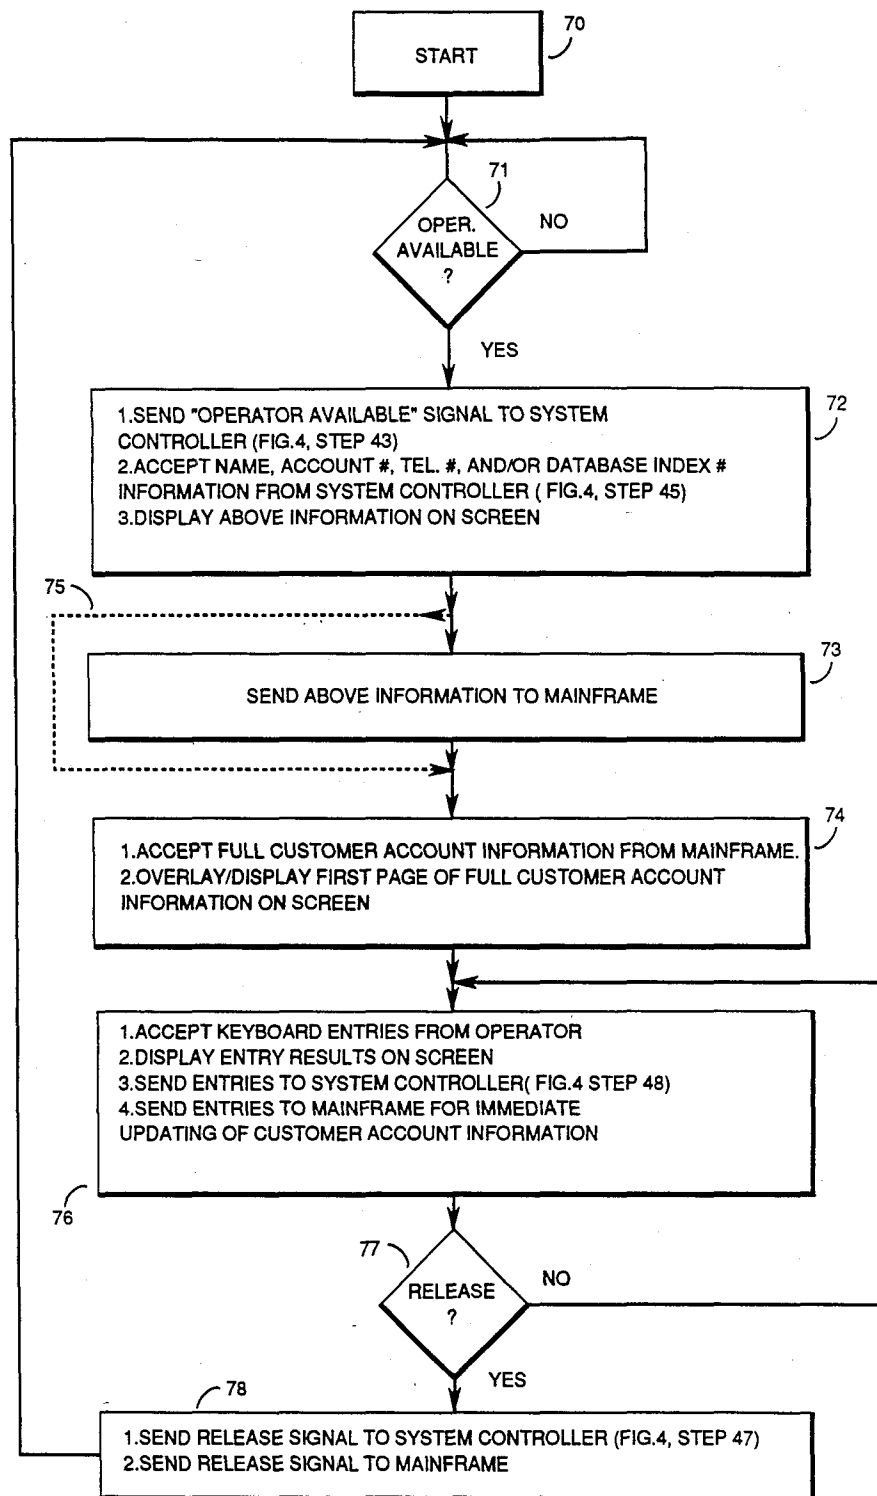 START
70
71
OPER.
AVAILABLE
?
NO
YES
72
1.SEND "OPERATOR AVAILABLE" SIGNAL TO SYSTEM
CONTROLLER (FIG.4, STEP 43)
2.ACCEPT NAME, ACCOUNT #, TEL. #, AND/OR DATABASE INDEX #
INFORMATION FROM SYSTEM CONTROLLER ( FIG.4, STEP 45)
3.DISPLAY ABOVE INFORMATION ON SCREEN
75
73
SEND ABOVE INFORMATION TO MAINFRAME
74
1.ACCEPT FULL CUSTOMER ACCOUNT INFORMATION FROM MAINFRAME.
2.OVERLAY/DISPLAY FIRST PAGE OF FULL CUSTOMER ACCOUNT
INFORMATION ON SCREEN
1.ACCEPT KEYBOARD ENTRIES FROM OPERATOR
2.DISPLAY ENTRY RESULTS ON SCREEN
3.SEND ENTRIES TO SYSTEM CONTROLLER( FIG.4 STEP 48)
4.SEND ENTRIES TO MAINFRAME FOR IMMEDIATE
UPDATING OF CUSTOMER ACCOUNT INFORMATION
76
77
RELEASE
?
NO
YES
78
1.SEND RELEASE SIGNAL TO SYSTEM CONTROLLER (FIG.4, STEP 47)
2.SEND RELEASE SIGNAL TO MAINFRAME